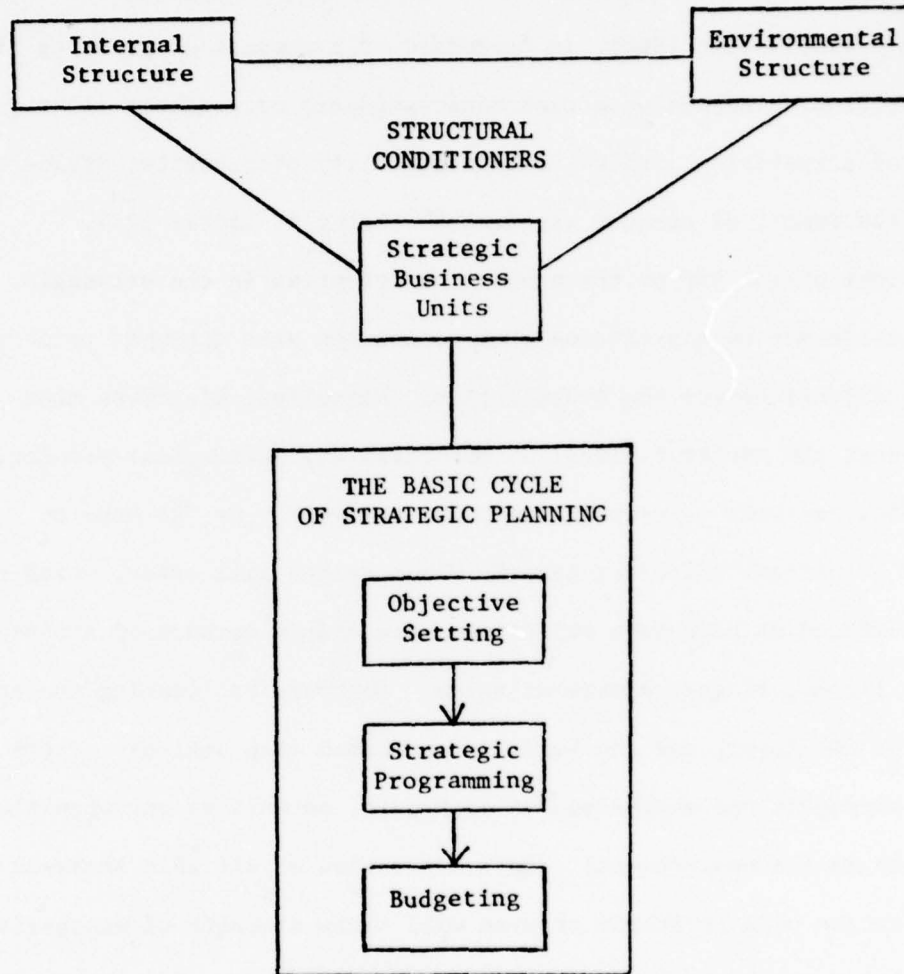 Internal
Structure
Environmental
Structure
STRUCTURAL
CONDITIONERS
Strategic
Business
Units
THE BASIC CYCLE
OF STRATEGIC PLANNING
Objective
Setting
Strategic
Programming
Budgeting